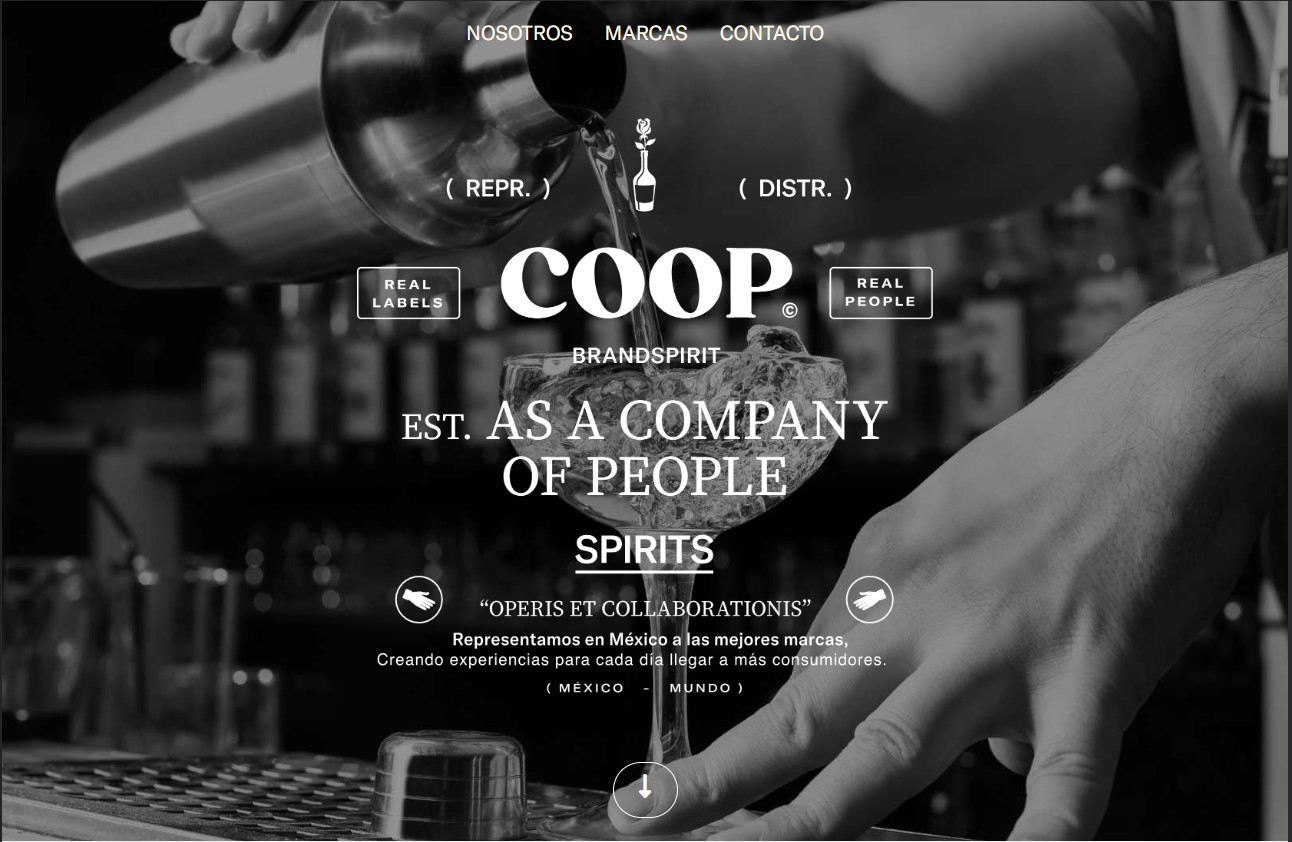 NOSOTROS MARCAS CONTACTO
( REPR. ) ( DISTR. )
REAL
LABELS
COOP©
REAL
PEOPLE
BRANDSPIRIT
EST. AS A COMPANY
OF PEOPLE
SPIRITS
“OPERIS ET COLLABORATIONIS”
Representamos en México a las mejores marcas,
Creando experiencias para cada día llegar a más consumidores.
( MÉXICO - MUNDO )